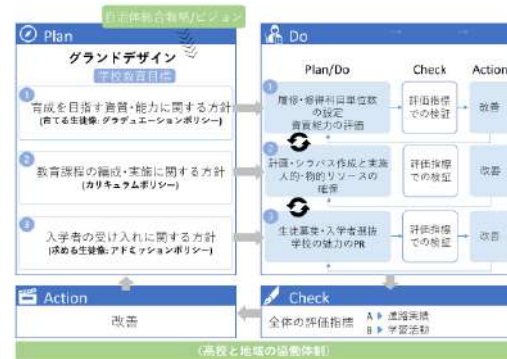 自治体総合戦略/ビジョン
Plan
グランドデザイン
学校教育目標
1
育成を目指す資質・能力に関する方針
(育てる生徒像: グラデュエーションポリシー)
2
教育課程の編成・実施に関する方針
(カリキュラムポリシー)
3
入学者の受け入れに関する方針
(求める生徒像: アドミッションポリシー)
Do
Plan/Do
Check
Action
1
履修・修得科目単位数
の設定
資質能力の評価
評価指標
での検証
改善
2
計画・シラバス作成と実施
人的・物的リソースの
確保
評価指標
での検証
改善
3
生徒募集・入学者選抜
学校の魅力のPR
評価指標
での検証
改善
Action
改善
Check
全体の評価指標
A ▶ 進路実績
B ▶ 学習活動
(高校と地域の協働体制)